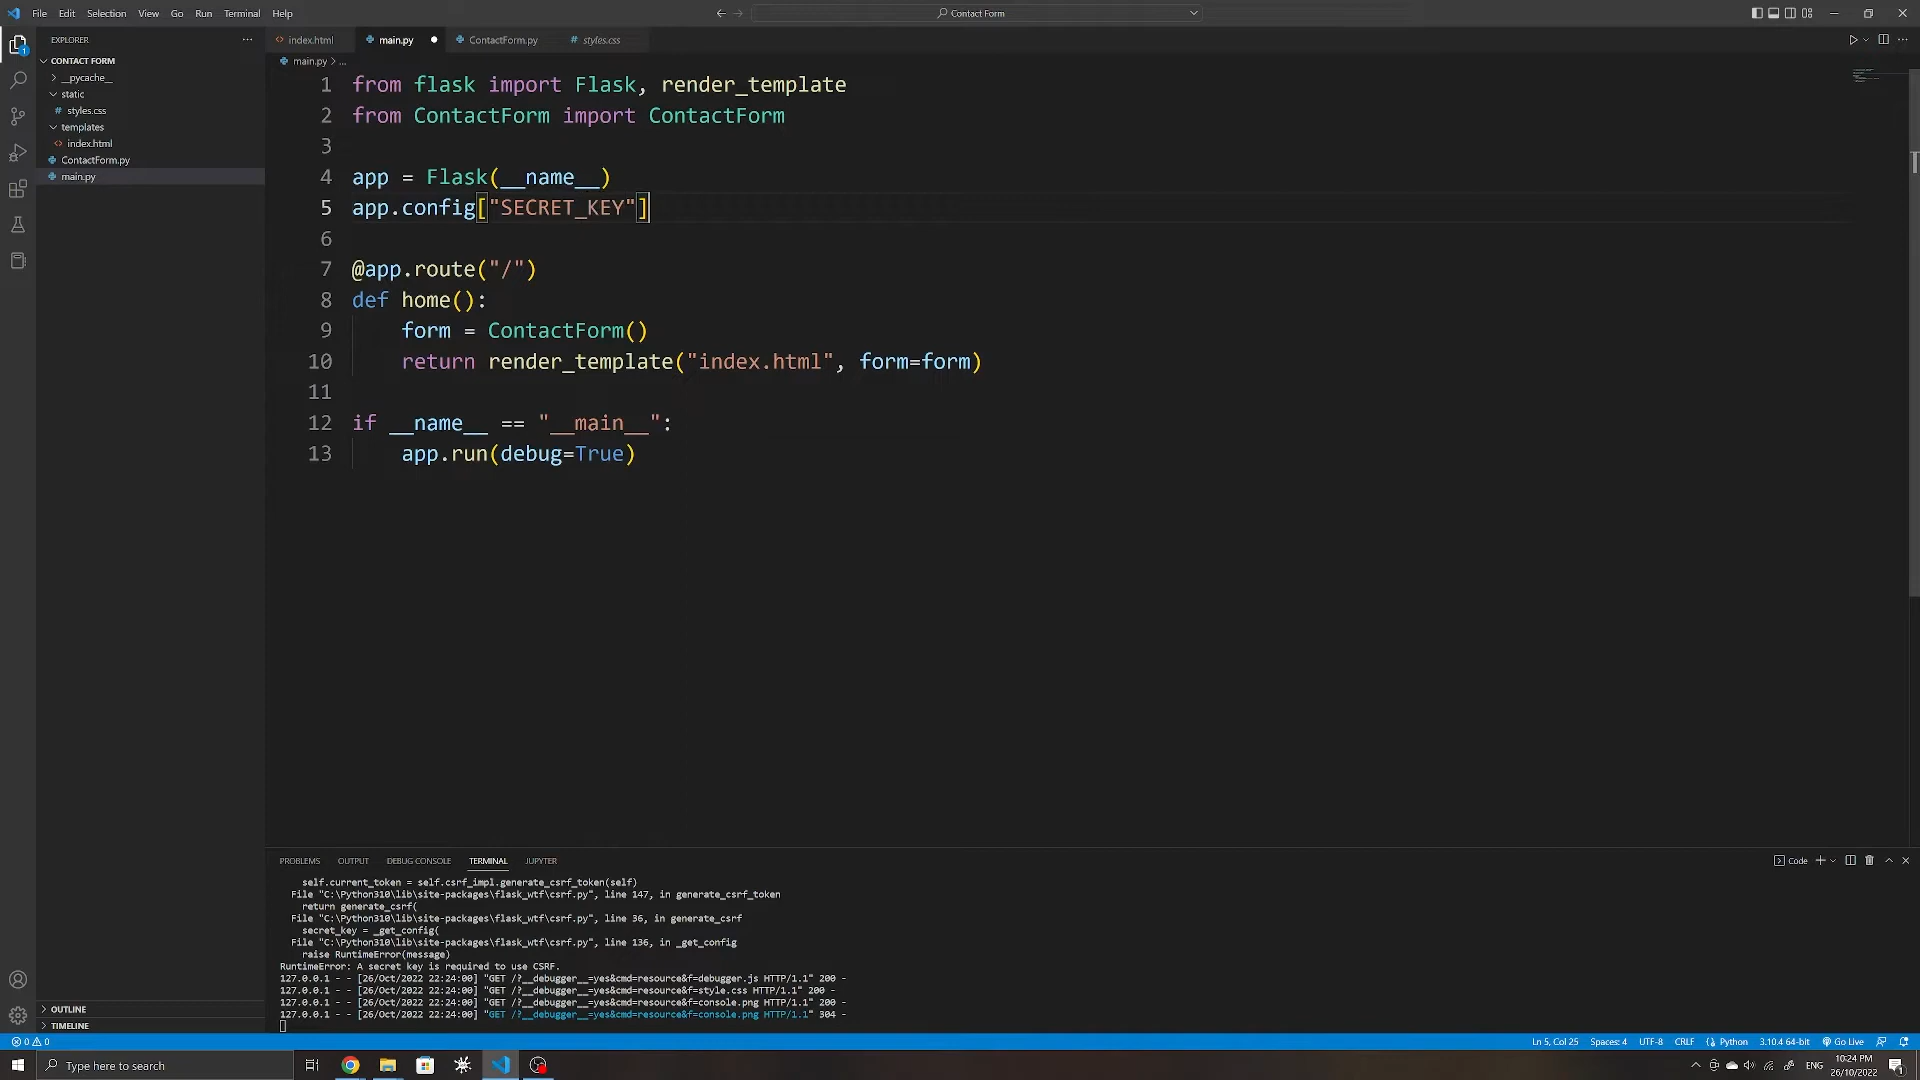 File Edit Selection View Go Run Terminal Help
Contact Form
EXPLORER
CONTACT FORM
__pycache__
static
# styles.css
templates
<> index.html
ContactForm.py
main.py
OUTLINE
TIMELINE
<> index.html main.py ContactForm.py # styles.css
main.py > ...
1 from flask import Flask, render_template
2 from ContactForm import ContactForm
3
4 app = Flask(__name__)
5 app.config["SECRET_KEY"]
6
7 @app.route("/")
8 def home():
9 form = ContactForm()
10 return render_template("index.html", form=form)
11
12 if __name__ == "__main__":
13 app.run(debug=True)
PROBLEMS OUTPUT DEBUG CONSOLE TERMINAL JUPYTER
Code
self.current_token = self.csrf_impl.generate_csrf_token(self)
File "C:\Python310\lib\site-packages\flask_wtf\csrf.py", line 147, in generate_csrf_token
return generate_csrf(
File "C:\Python310\lib\site-packages\flask_wtf\csrf.py", line 36, in generate_csrf
secret_key = _get_config(
File "C:\Python310\lib\site-packages\flask_wtf\csrf.py", line 136, in _get_config
raise RuntimeError(message)
RuntimeError: A secret key is required to use CSRF.
127.0.0.1 - - [26/Oct/2022 22:24:00] "GET /?__debugger__=yes&cmd=resource&f=debugger.js HTTP/1.1" 200 -
127.0.0.1 - - [26/Oct/2022 22:24:00] "GET /?__debugger__=yes&cmd=resource&f=style.css HTTP/1.1" 200 -
127.0.0.1 - - [26/Oct/2022 22:24:00] "GET /?__debugger__=yes&cmd=resource&f=console.png HTTP/1.1" 200 -
127.0.0.1 - - [26/Oct/2022 22:24:00] "GET /?__debugger__=yes&cmd=resource&f=console.png HTTP/1.1" 304 -
0 0 Ln 5, Col 25 Spaces: 4 UTF-8 CRLF Python 3.10.4 64-bit Go Live
Type here to search
ENG
10:24 PM
26/10/2022